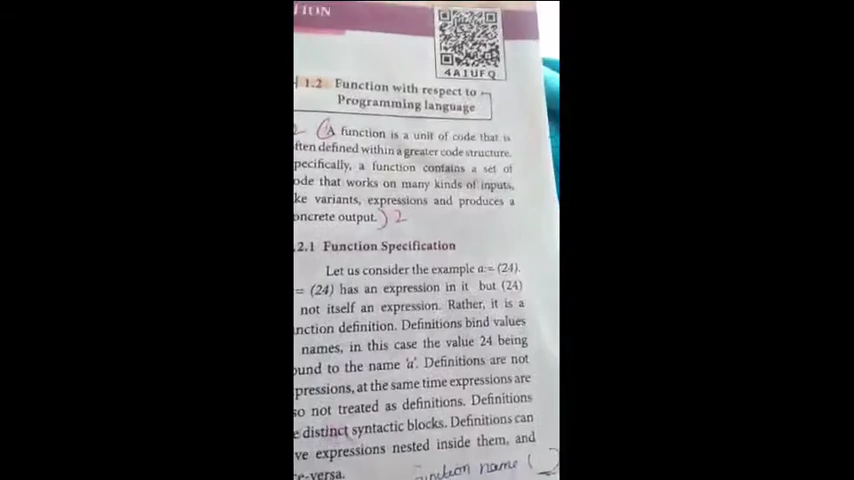 TION
4A1UFQ
1.2 Function with respect to
Programming language
2 (A function is a unit of code that is
ften defined within a greater code structure.
pecifically, a function contains a set of
ode that works on many kinds of inputs,
ke variants, expressions and produces a
oncrete output.) 2
.2.1 Function Specification
Let us consider the example a:= (24).
= (24) has an expression in it but (24)
not itself an expression. Rather, it is a
nction definition. Definitions bind values
names, in this case the value 24 being
ound to the name 'a'. Definitions are not
pressions, at the same time expressions are
so not treated as definitions. Definitions
e distinct syntactic blocks. Definitions can
ve expressions nested inside them, and
e-versa.
function name (